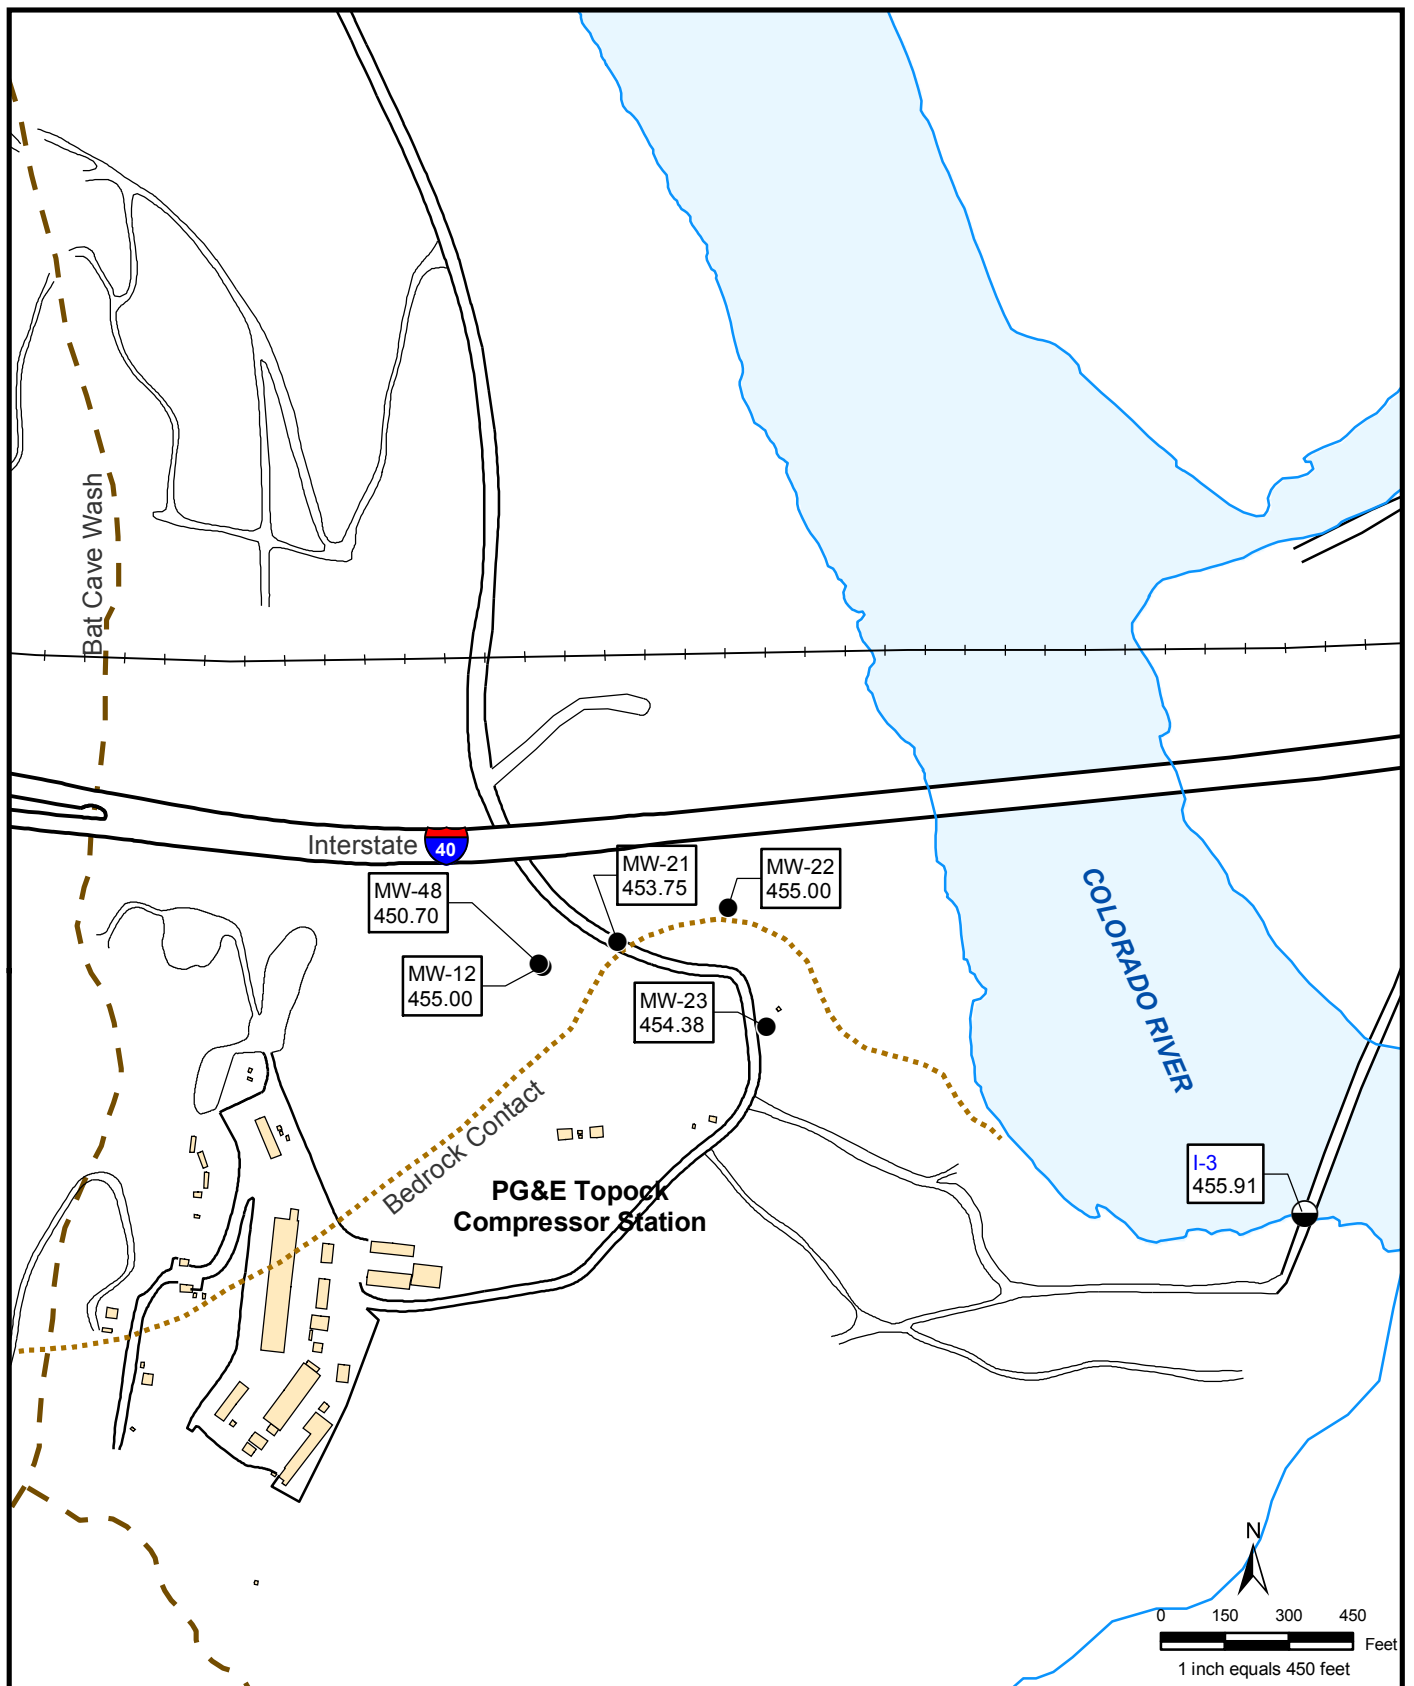 Bat Cave Wash
Interstate
40
MW-21
453.75
MW-22
455.00
MW-48
450.70
MW-12
455.00
MW-23
454.38
COLORADO RIVER
Bedrock Contact
I-3
455.91
PG&E Topock
Compressor Station
N
0 150 300 450
Feet
1 inch equals 450 feet